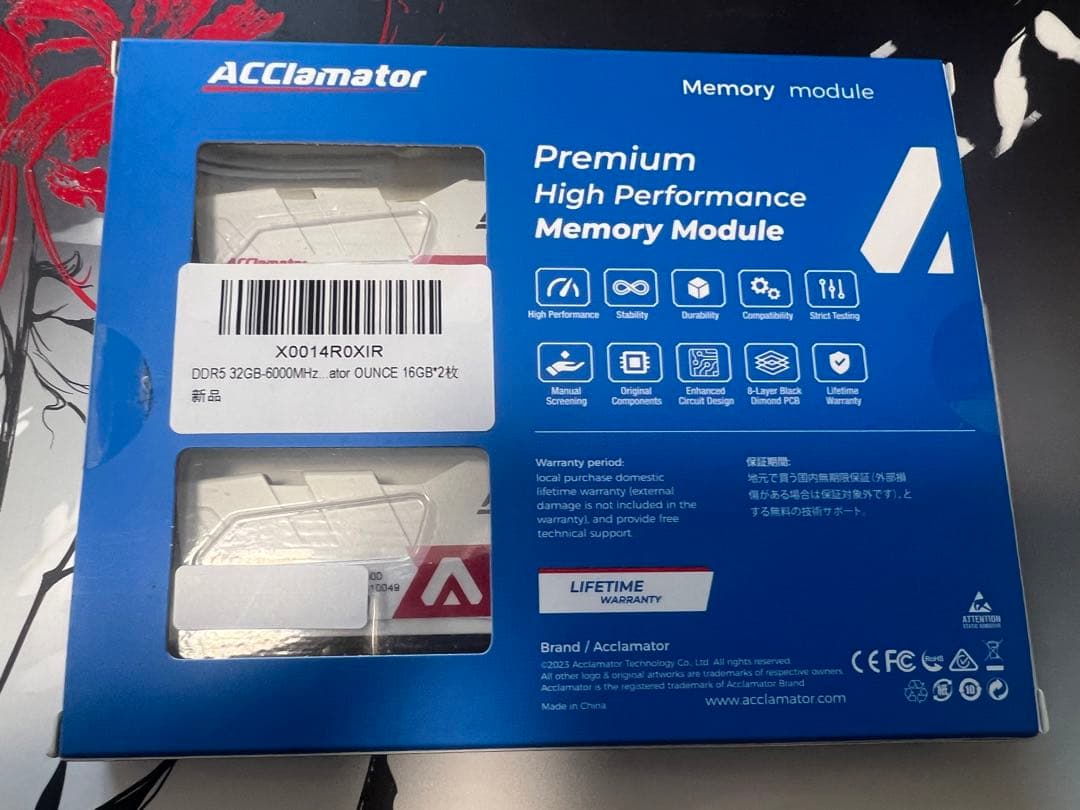 ACClamator
Memory module
Premium
High Performance
Memory Module
High Performance
Stability
Durability
Compatibility
Strict Testing
Manual
Screening
Original
Components
Enhanced
Circuit Design
8-Layer Black
Dimond PCB
Lifetime
Warranty
X0014R0XIR
DDR5 32GB-6000MHz...ator OUNCE 16GB*2枚
新品
Warranty period:
local purchase domestic
lifetime warranty (external
damage is not included in the
warranty), and provide free
technical support
保証期間:
地元で買う国内無期限保証(外部損
傷がある場合は保証対象外です)、と
する無料の技術サポート.
10049
LIFETIME
WARRANTY
ATTENTION
Brand / Acclamator
©2023 Acclamator Technology Co., Ltd. All rights reserved.
All other logo & original artworks are trademarks of respective owners.
Acclamator is the registered trademark of Acclamator Brand
Made in China
www.acclamator.com
CE FC RoHS
10